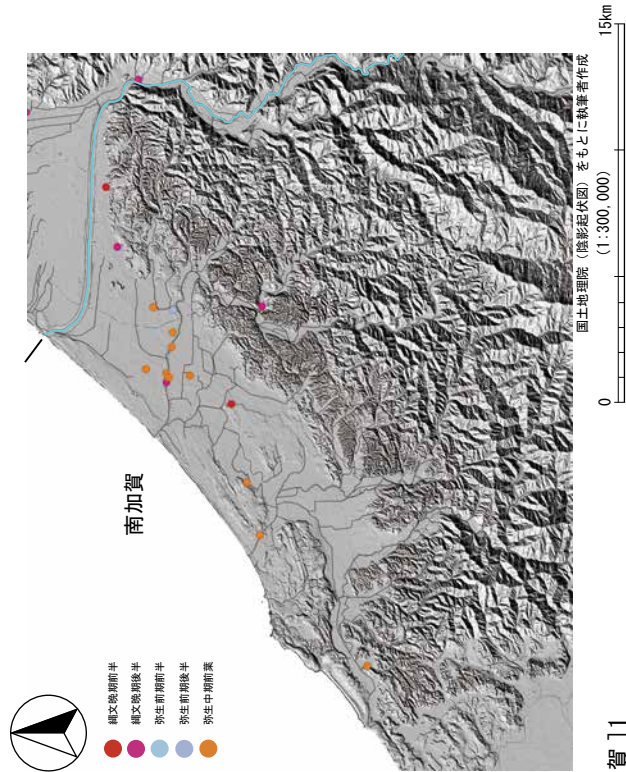 南加賀
縄文晩期前半
縄文晩期後半
弥生前期前半
弥生前期後半
弥生中期前葉
0
15km
(1:300,000)
国土地理院（陰影起伏図）をもとに執筆者作成
賀 11